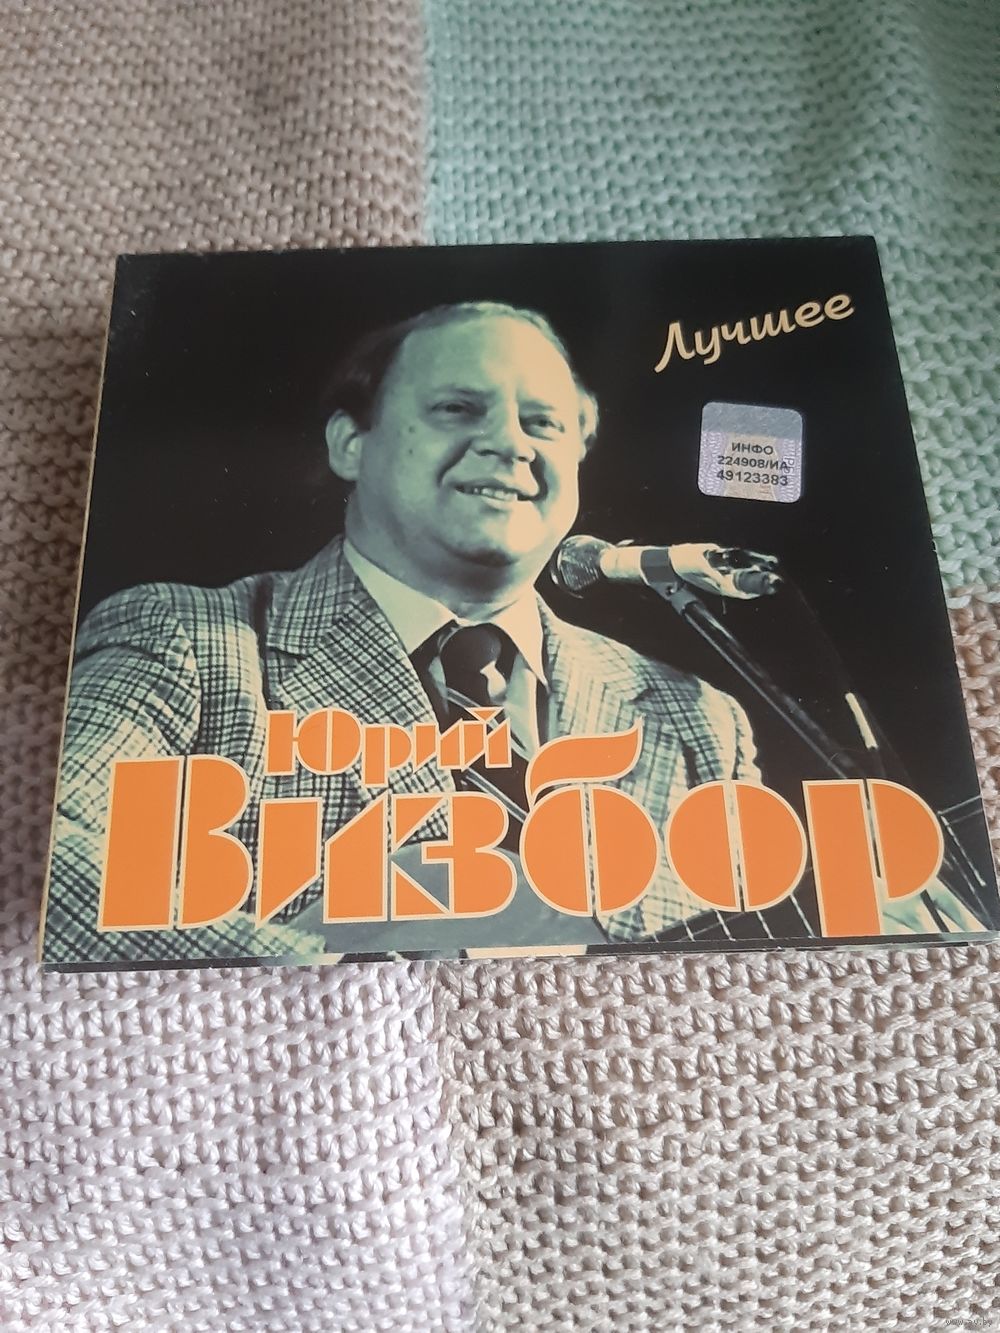 Лучшее
ИНФО
224908/ИА
49123383
Юрий
Визбор